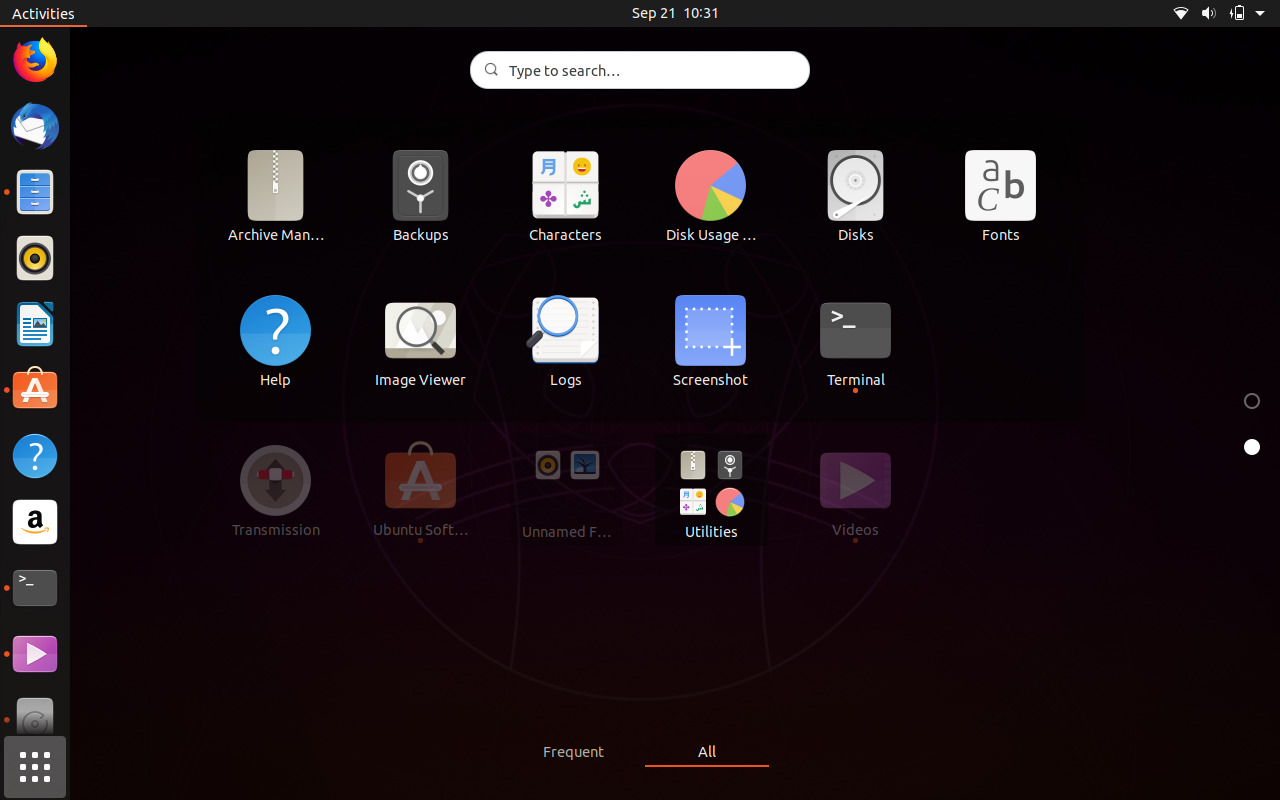 Activities
Sep 21 10:31
Type to search...
Archive Man...
Backups
Characters
Disk Usage ...
Disks
Fonts
Help
Image Viewer
Logs
Screenshot
Terminal
Transmission
Ubuntu Soft...
Unnamed F...
Utilities
Videos
Frequent
All